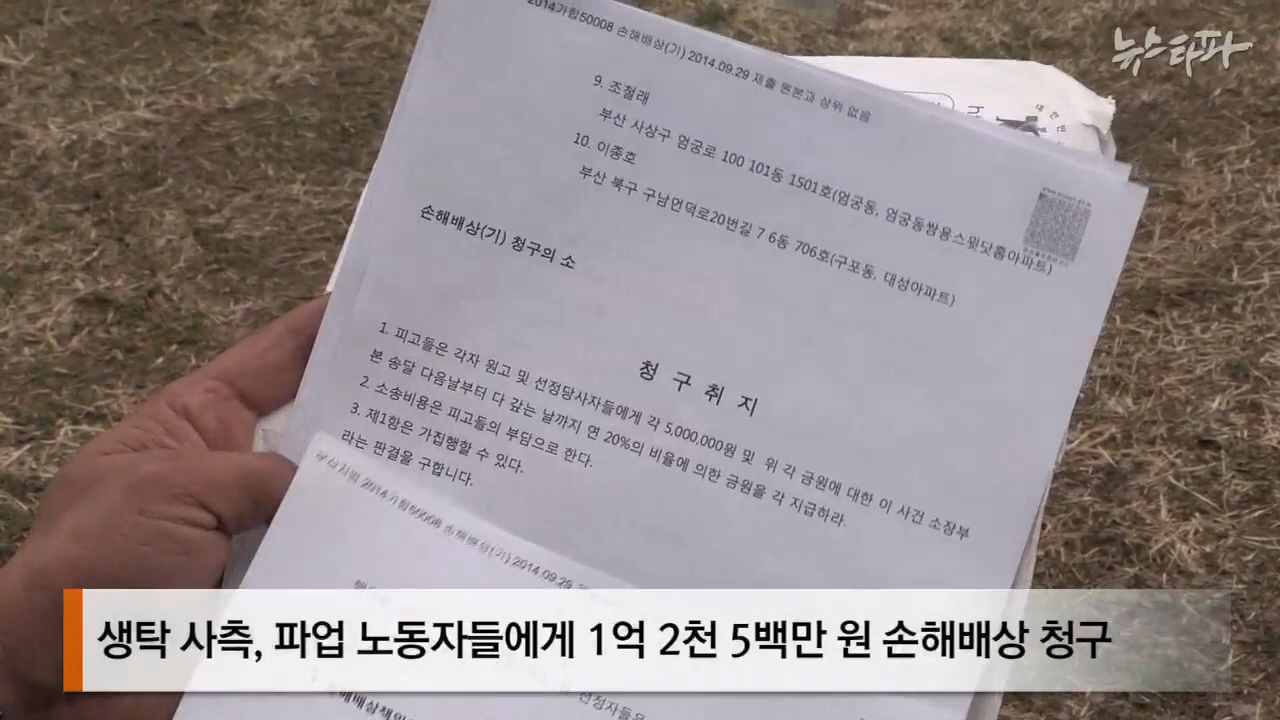 뉴스타파
2014가합50008 손해배상(기) 2014.09.29 제출 원본과 상위 없음
9. 조절래
부산 사상구 엄궁로 100 101동 1501호(엄궁동, 엄궁동쌍용스윗닷홈아파트)
10. 이종호
부산 북구 구남언덕로20번길 7 6동 706호(구포동, 대성아파트)
손해배상(기) 청구의 소
청 구 취 지
1. 피고들은 각자 원고 및 선정당사자들에게 각 5,000,000원 및 위 각 금원에 대한 이 사건 소장부
본 송달 다음날부터 다 갚는 날까지 연 20%의 비율에 의한 금원을 각 지급하라.
2. 소송비용은 피고들의 부담으로 한다.
3. 제1항은 가집행할 수 있다.
라는 판결을 구합니다.
2014가합50008 손해배상(기) 2014.09.29
선정자들은
생탁 사측, 파업 노동자들에게 1억 2천 5백만 원 손해배상 청구